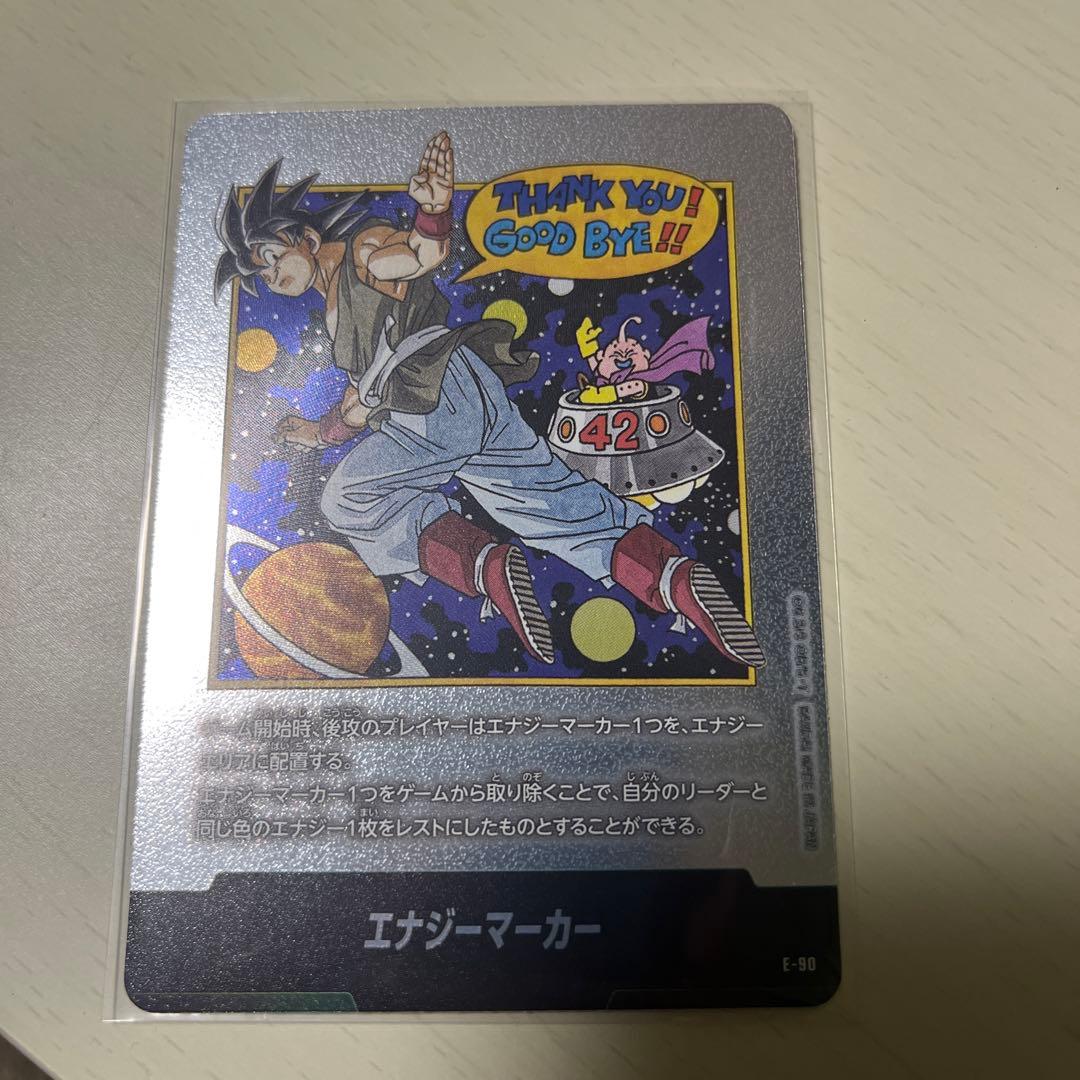 THANK YOU!
GOOD BYE!!
42
ゲーム開始時、後攻のプレイヤーはエナジーマーカー1つを、エナジー
エリアに配置する。
エナジーマーカー1つをゲームから取り除くことで、自分のリーダーと
同じ色のエナジー1枚をレストにしたものとすることができる。
エナジーマーカー
E-90